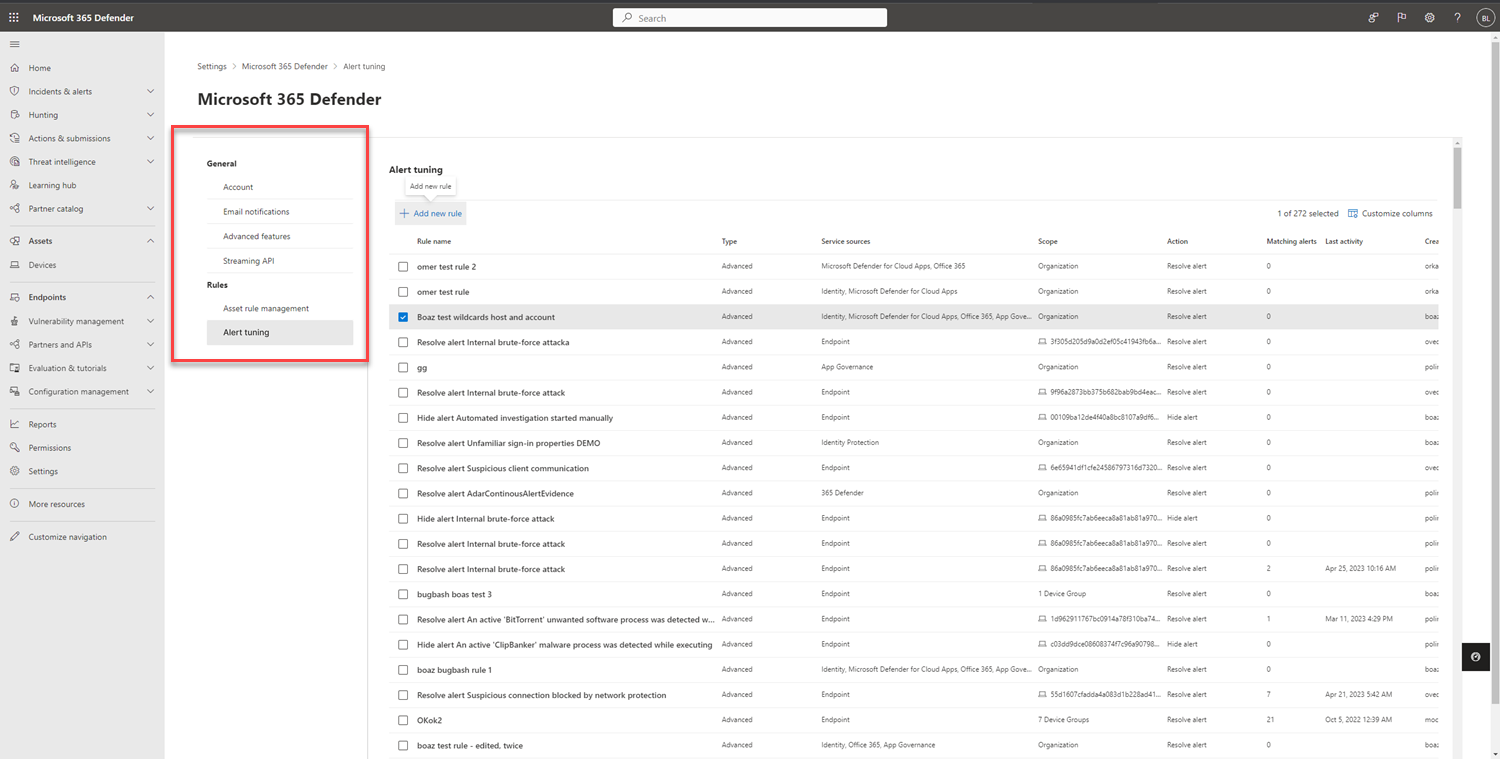 Microsoft 365 Defender
Search
BL
Home
Incidents & alerts
Hunting
Actions & submissions
Threat intelligence
Learning hub
Partner catalog
Assets
Devices
Endpoints
Vulnerability management
Partners and APIs
Evaluation & tutorials
Configuration management
Reports
Permissions
Settings
More resources
Customize navigation
Settings > Microsoft 365 Defender > Alert tuning
Microsoft 365 Defender
General
Account
Email notifications
Advanced features
Streaming API
Rules
Asset rule management
Alert tuning
Alert tuning
Add new rule
Add new rule
1 of 272 selected Customize columns
Rule name Type Service sources Scope Action Matching alerts Last activity Crea
omer test rule 2 Advanced Microsoft Defender for Cloud Apps, Office 365 Organization Resolve alert 0 orka
omer test rule Advanced Identity, Microsoft Defender for Cloud Apps Organization Resolve alert 0 orka
Boaz test wildcards host and account Advanced Identity, Microsoft Defender for Cloud Apps, Office 365, App Gove... Organization Resolve alert 0 boaz
Resolve alert Internal brute-force attacka Advanced Endpoint 3f305d205d9a0d2ef05c41943fb6a... Resolve alert 0 oved
gg Advanced App Governance Organization Resolve alert 0 polin
Resolve alert Internal brute-force attack Advanced Endpoint 9f96a2873bb375b682bab9bd4eac... Resolve alert 0 oved
Hide alert Automated investigation started manually Advanced Endpoint 00109ba12de4f40a8bc8107a9df6... Hide alert 0 boaz
Resolve alert Unfamiliar sign-in properties DEMO Advanced Identity Protection Organization Resolve alert 0 boaz
Resolve alert Suspicious client communication Advanced Endpoint 6e65941df1cfe24586797316d7320... Resolve alert 0 oved
Resolve alert AdarContinousAlertEvidence Advanced 365 Defender Organization Resolve alert 0 polin
Hide alert Internal brute-force attack Advanced Endpoint 86a0985fc7ab6eeca8a81ab81a970... Hide alert 0 polin
Resolve alert Internal brute-force attack Advanced Endpoint 86a0985fc7ab6eeca8a81ab81a970... Resolve alert 0 polin
Resolve alert Internal brute-force attack Advanced Endpoint 86a0985fc7ab6eeca8a81ab81a970... Resolve alert 2 Apr 25, 2023 10:16 AM polin
bugbash boas test 3 Advanced Endpoint 1 Device Group Resolve alert 0 boaz
Resolve alert An active 'BitTorrent' unwanted software process was detected w... Advanced Endpoint 1d962911767bc0914a78f310ba74... Resolve alert 1 Mar 11, 2023 4:29 PM polin
Hide alert An active 'ClipBanker' malware process was detected while executing Advanced Endpoint c03dd9dce08608374f7c96a90798... Hide alert 0 polin
boaz bugbash rule 1 Advanced Identity, Microsoft Defender for Cloud Apps, Office 365, App Gove... Organization Resolve alert 0 boaz
Resolve alert Suspicious connection blocked by network protection Advanced Endpoint 55d1607cfadda4a083d1b228ad41... Resolve alert 7 Apr 21, 2023 5:42 AM oved
OKok2 Advanced Endpoint 7 Device Groups Resolve alert 21 Oct 5, 2022 12:39 AM moc
boaz test rule - edited, twice Advanced Identity, Office 365, App Governance Organization Resolve alert 0 boaz